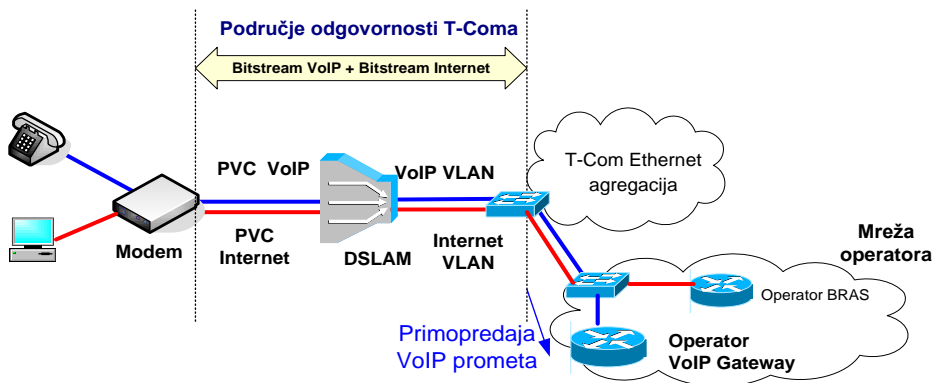 Područje odgovornosti T-Coma
Bitstream VoIP + Bitstream Internet
PVC VoIP
VoIP VLAN
T-Com Ethernet
agregacija
Modem
PVC
Internet
DSLAM
Internet
VLAN
Mreža
operatora
Operator BRAS
Primopredaja
VoIP prometa
Operator
VoIP Gateway